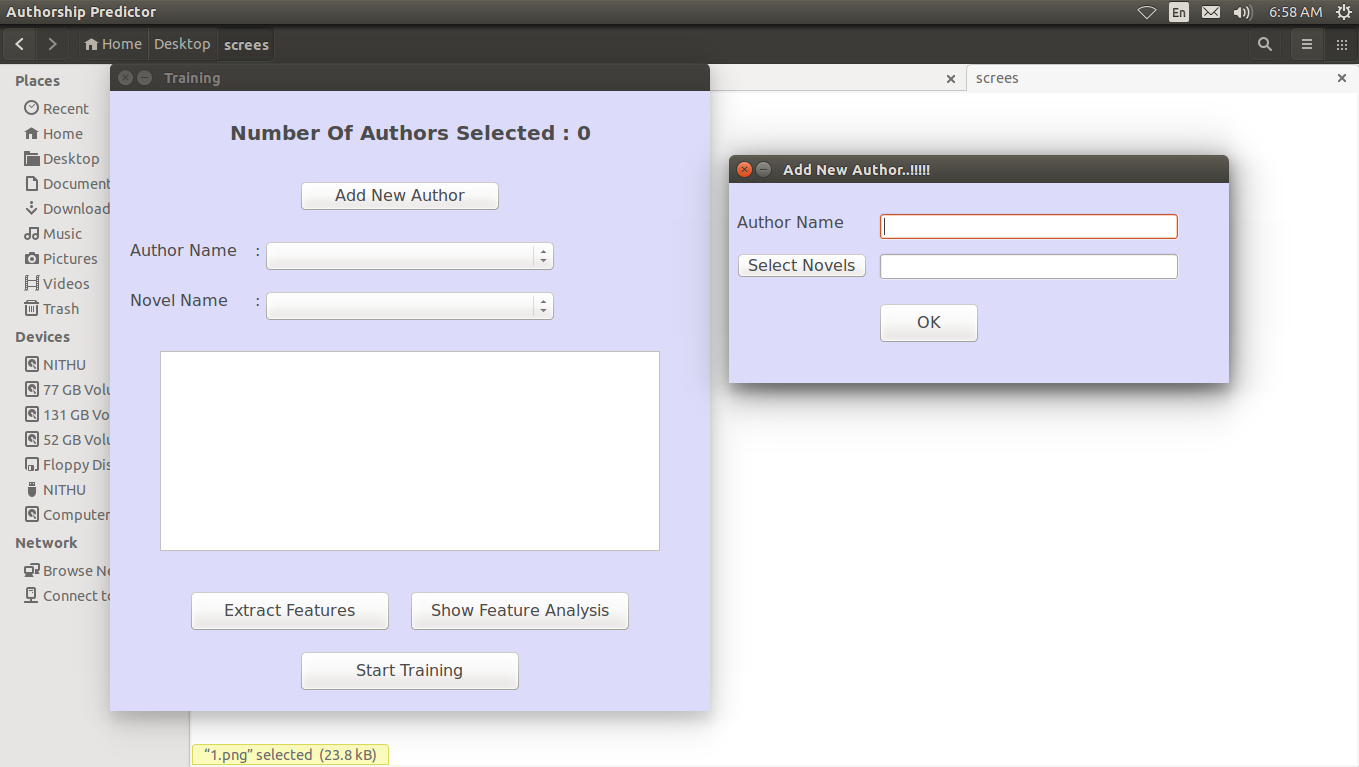 Authorship Predictor
En
6:58 AM
Home
Desktop
screes
Places
Recent
Home
Desktop
Document
Download
Music
Pictures
Videos
Trash
Devices
NITHU
77 GB Volu
131 GB Vo
52 GB Volu
Floppy Dis
NITHU
Computer
Network
Browse Ne
Connect to
Training
Number Of Authors Selected : 0
Add New Author
Author Name :
Novel Name :
Extract Features
Show Feature Analysis
Start Training
screes
Add New Author..!!!!!
Author Name
Select Novels
OK
“1.png” selected (23.8 kB)